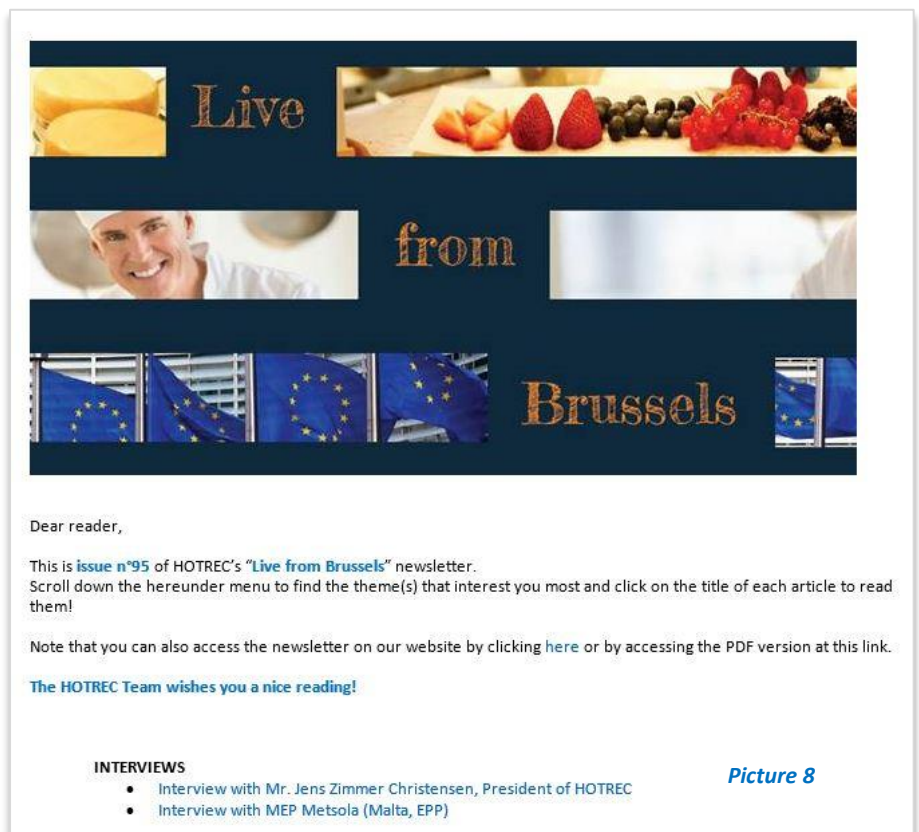 Live
from
Brussels
Dear reader,
This is issue n°95 of HOTREC’s “Live from Brussels” newsletter.
Scroll down the hereunder menu to find the theme(s) that interest you most and click on the title of each article to read
them!
Note that you can also access the newsletter on our website by clicking here or by accessing the PDF version at this link.
The HOTREC Team wishes you a nice reading!
INTERVIEWS
• Interview with Mr. Jens Zimmer Christensen, President of HOTREC
• Interview with MEP Metsola (Malta, EPP)
Picture 8